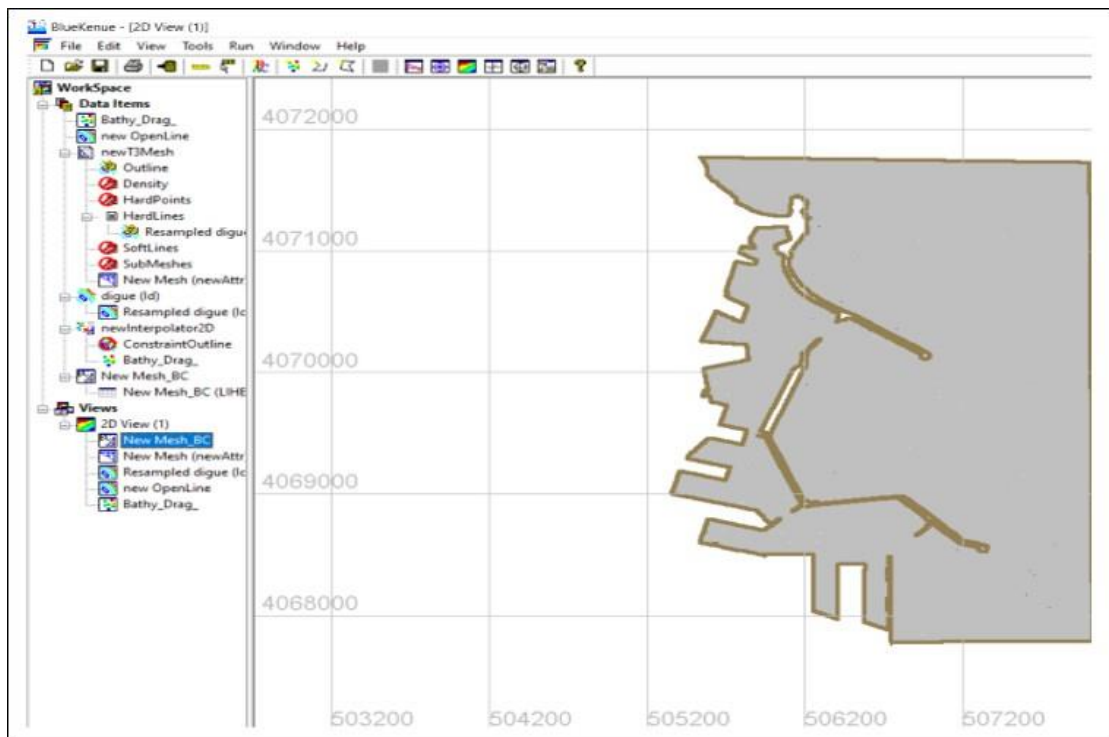 BlueKenue - [2D View (1)]
File Edit View Tools Run Window Help
WorkSpace
Data Items
Bathy_Drag_
new OpenLine
newT3Mesh
Outline
Density
HardPoints
HardLines
Resampled digue
SoftLines
SubMeshes
New Mesh (newAttr
digue (Id)
Resampled digue (Id
newInterpolator2D
ConstraintOutline
Bathy_Drag_
New Mesh_BC
New Mesh_BC (LIHE
Views
2D View (1)
New Mesh_BC
New Mesh (newAttr
Resampled digue (Id
new OpenLine
Bathy_Drag_
4072000
4071000
4070000
4069000
4068000
503200 504200 505200 506200 507200